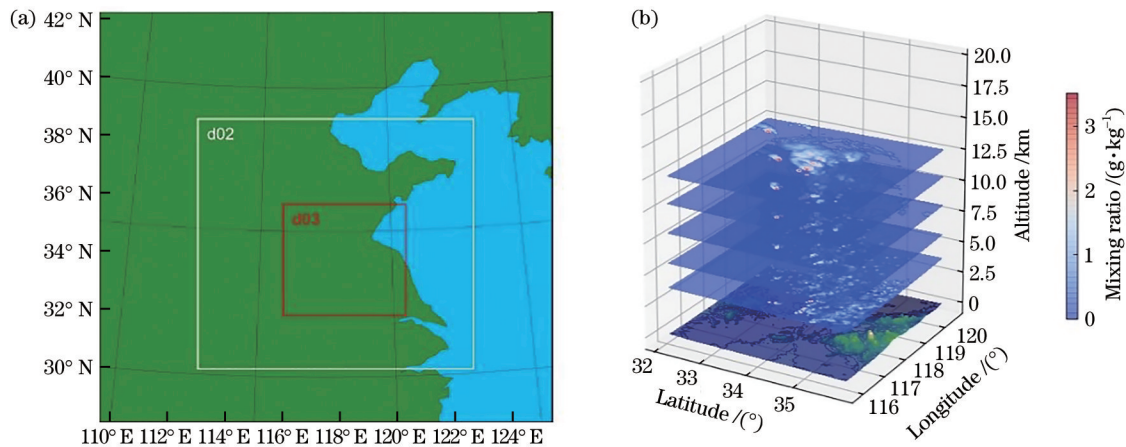 (a)
42° N
40° N
38° N
36° N
34° N
32° N
30° N
d02
d03
110° E 112° E 114° E 116° E 118° E 120° E 122° E 124° E
(b)
20.0
17.5
15.0
12.5
10.0
7.5
5.0
2.5
0
Altitude /km
32 33 34 35
Latitude /(°)
116 117 118 119 120
Longitude /(°)
3
2
1
0
Mixing ratio /(g·kg⁻¹)